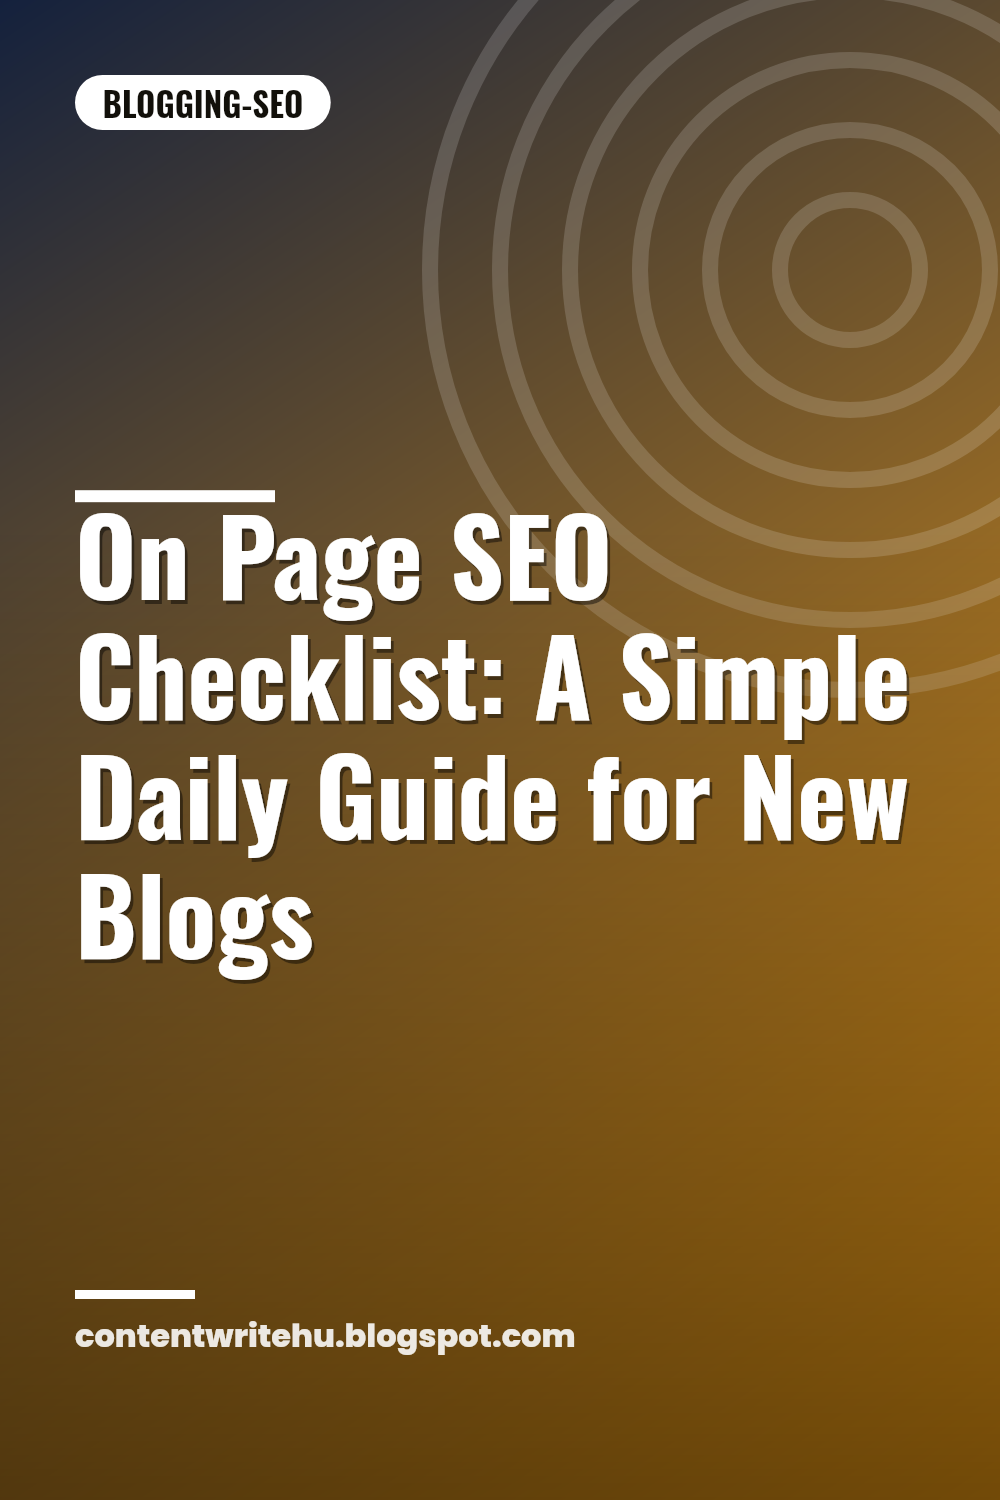 BLOGGING-SEO
On Page SEO
Checklist: A Simple
Daily Guide for New
Blogs
contentwritehu.blogspot.com